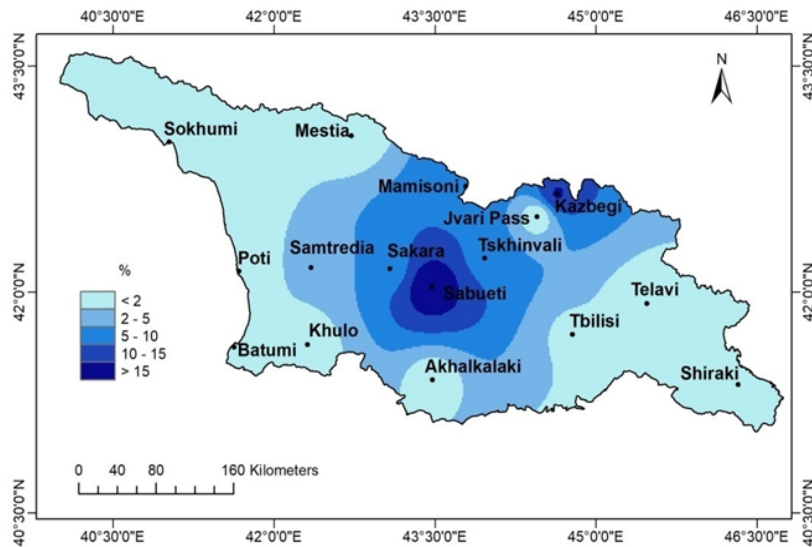 40°30'0"E 42°0'0"E 43°30'0"E 45°0'0"E 46°30'0"E
43°30'0"N 43°30'0"N
N
Sokhumi
Mestia
Mamisoni
Kazbegi
Jvari Pass
Samtredia
Sakara
Tskhinvali
Poti
%
Sabueti
Telavi
42°0'0"N 42°0'0"N
< 2
2 - 5
5 - 10
10 - 15
> 15
Khulo
Tbilisi
Batumi
Akhalkalaki
Shiraki
0 40 80 160 Kilometers
40°30'0"N 40°30'0"N
40°30'0"E 42°0'0"E 43°30'0"E 45°0'0"E 46°30'0"E